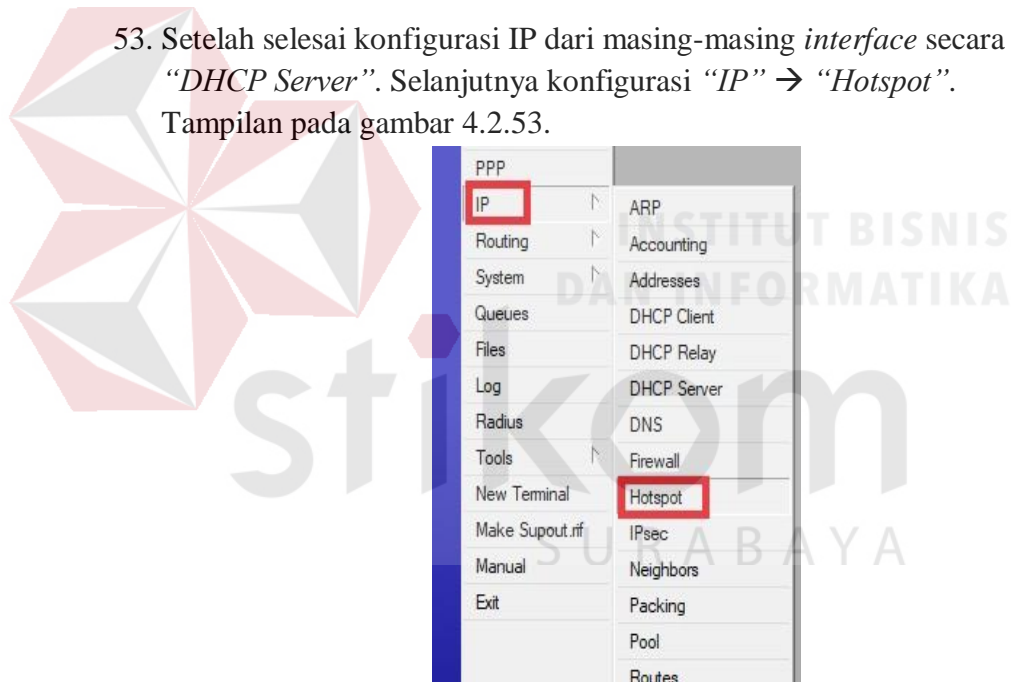 53. Setelah selesai konfigurasi IP dari masing-masing interface secara
“DHCP Server”. Selanjutnya konfigurasi “IP” → “Hotspot”.
Tampilan pada gambar 4.2.53.
PPP
IP
Routing
System
Queues
Files
Log
Radius
Tools
New Terminal
Make Supout.rif
Manual
Exit
ARP
Accounting
Addresses
DHCP Client
DHCP Relay
DHCP Server
DNS
Firewall
Hotspot
IPsec
Neighbors
Packing
Pool
Routes
INSTITUT BISNIS
DAN INFORMATIKA
stikom
SURABAYA